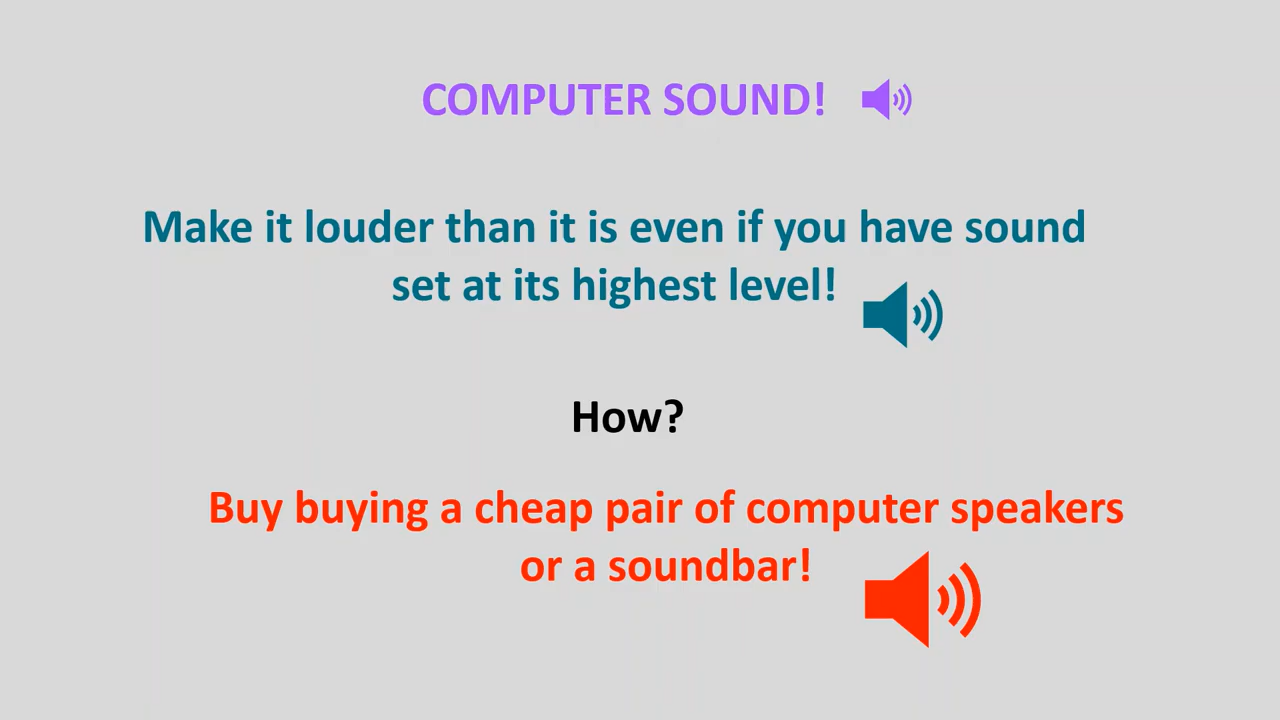 COMPUTER SOUND!
Make it louder than it is even if you have sound
set at its highest level!
How?
Buy buying a cheap pair of computer speakers
or a soundbar!